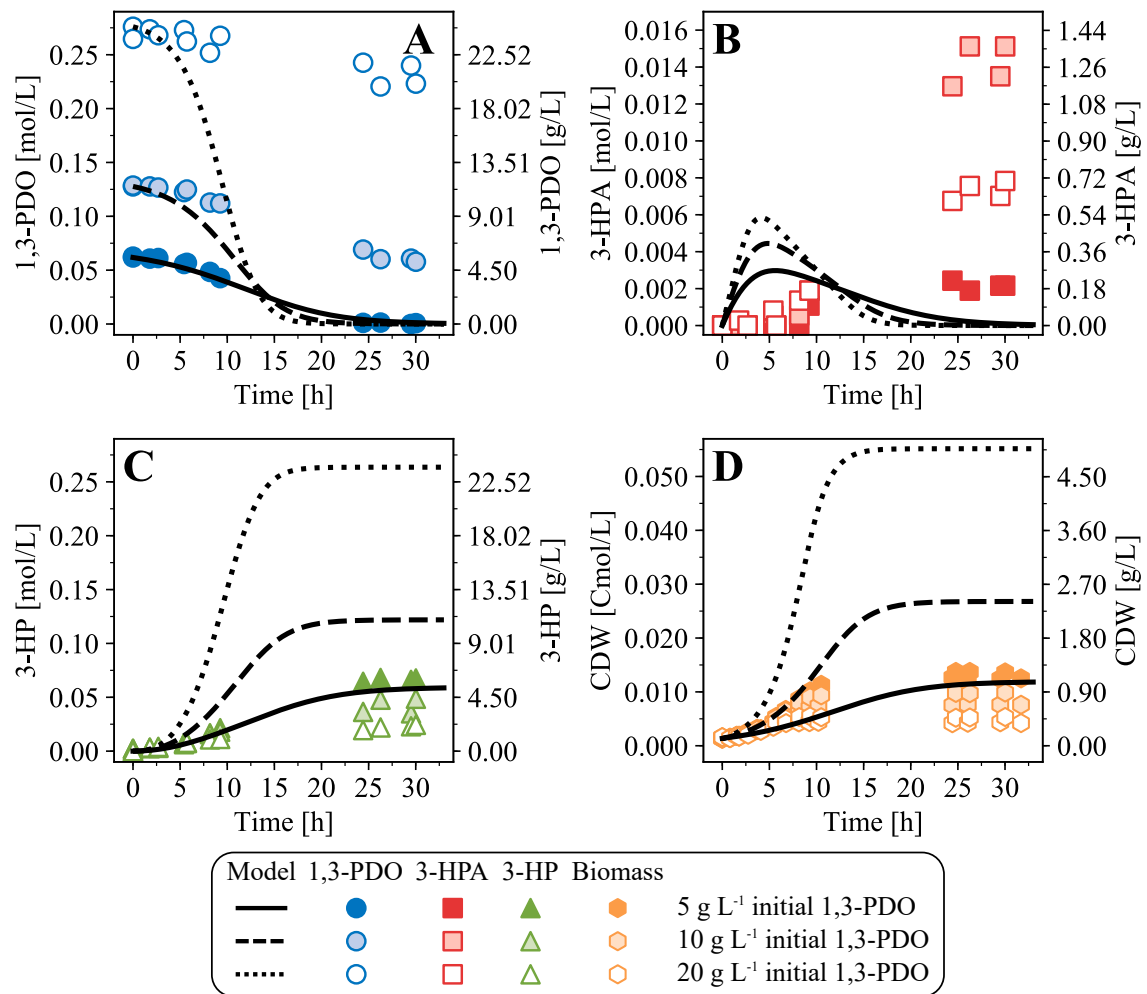 A
1,3-PDO [mol/L]
0.25
0.20
0.15
0.10
0.05
0.00
22.52
18.02
13.51
9.01
4.50
0.00
1,3-PDO [g/L]
0 5 10 15 20 25 30
Time [h]
B
3-HPA [mol/L]
0.016
0.014
0.012
0.010
0.008
0.006
0.004
0.002
0.000
1.44
1.26
1.08
0.90
0.72
0.54
0.36
0.18
0.00
3-HPA [g/L]
0 5 10 15 20 25 30
Time [h]
C
3-HP [mol/L]
0.25
0.20
0.15
0.10
0.05
0.00
22.52
18.02
13.51
9.01
4.50
0.00
3-HP [g/L]
0 5 10 15 20 25 30
Time [h]
D
CDW [Cmol/L]
0.050
0.040
0.030
0.020
0.010
0.000
4.50
3.60
2.70
1.80
0.90
0.00
CDW [g/L]
0 5 10 15 20 25 30
Time [h]
Model 1,3-PDO 3-HPA 3-HP Biomass
5 g L⁻¹ initial 1,3-PDO
10 g L⁻¹ initial 1,3-PDO
20 g L⁻¹ initial 1,3-PDO